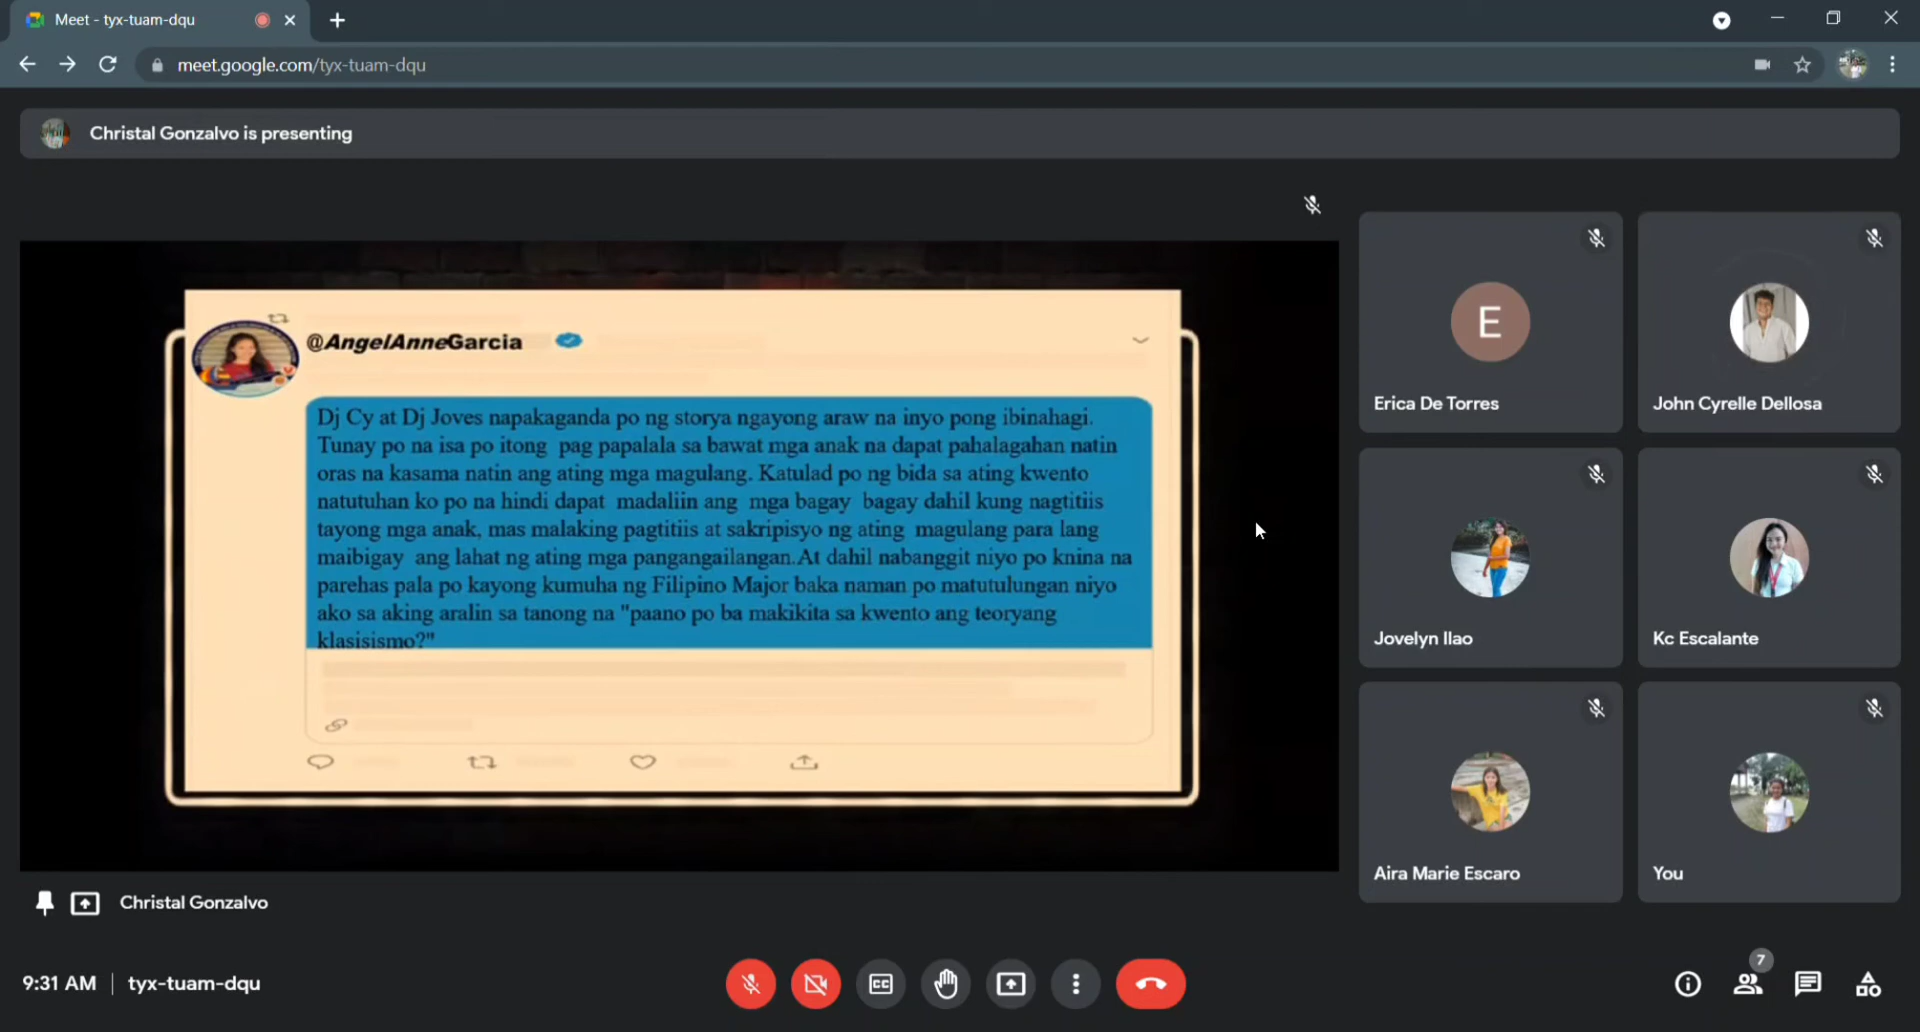 Meet - tyx-tuam-dqu
meet.google.com/tyx-tuam-dqu
Christal Gonzalvo is presenting
@AngelAnneGarcia
Dj Cy at Dj Joves napakaganda po ng storya ngayong araw na inyo pong ibinahagi.
Tunay po na isa po itong pag papalala sa bawat mga anak na dapat pahalagahan natin
oras na kasama natin ang ating mga magulang. Katulad po ng bida sa ating kwento
natutuhan ko po na hindi dapat madaliin ang mga bagay bagay dahil kung nagtitiis
tayong mga anak, mas malaking pagtitiis at sakripisyo ng ating magulang para lang
maibigay ang lahat ng ating mga pangangailangan.At dahil nabanggit niyo po knina na
parehas pala po kayong kumuha ng Filipino Major baka naman po matutulungan niyo
ako sa aking aralin sa tanong na "paano po ba makikita sa kwento ang teoryang
klasisismo?"
E
Erica De Torres
John Cyrelle Dellosa
Jovelyn Ilao
Kc Escalante
Aira Marie Escaro
You
Christal Gonzalvo
9:31 AM | tyx-tuam-dqu
CC
7